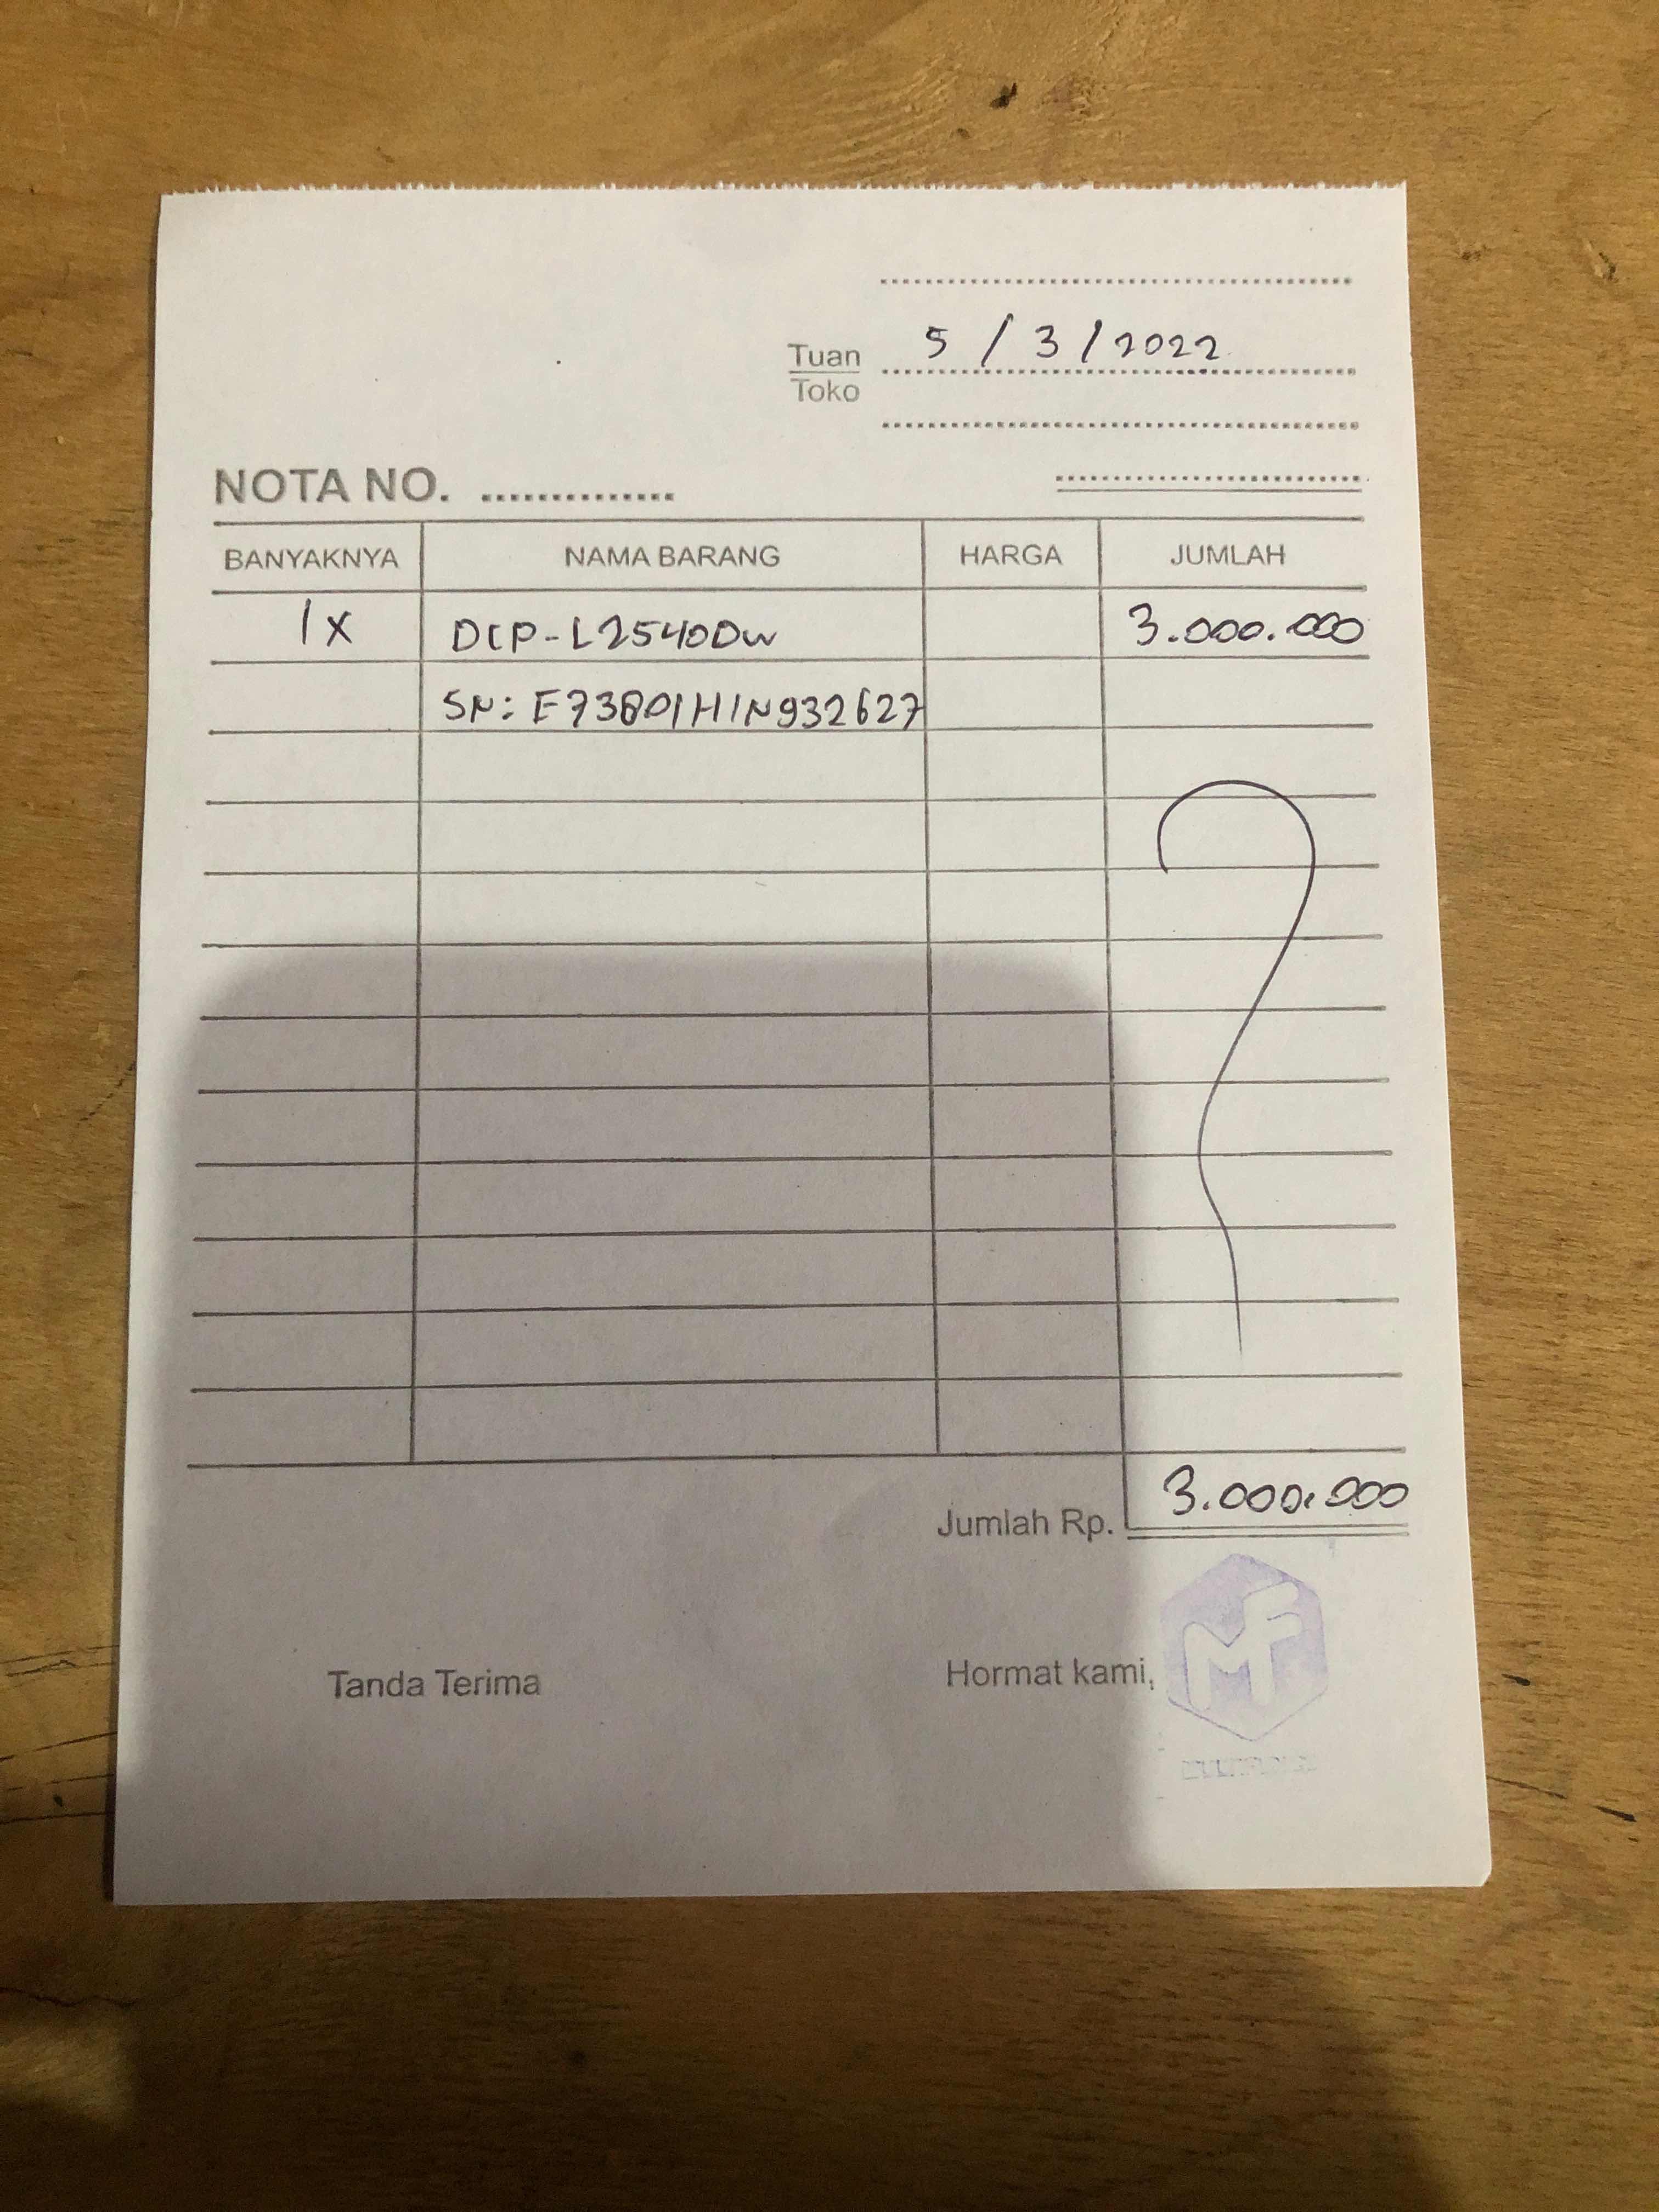 5 / 3 / 2022
Tuan
Toko
NOTA NO. ..............
BANYAKNYA NAMA BARANG HARGA JUMLAH
1x DCP-L2540DW 3.000.000
SN: E73801H1N932627
Jumlah Rp. 3.000.000
Tanda Terima Hormat kami,
MF